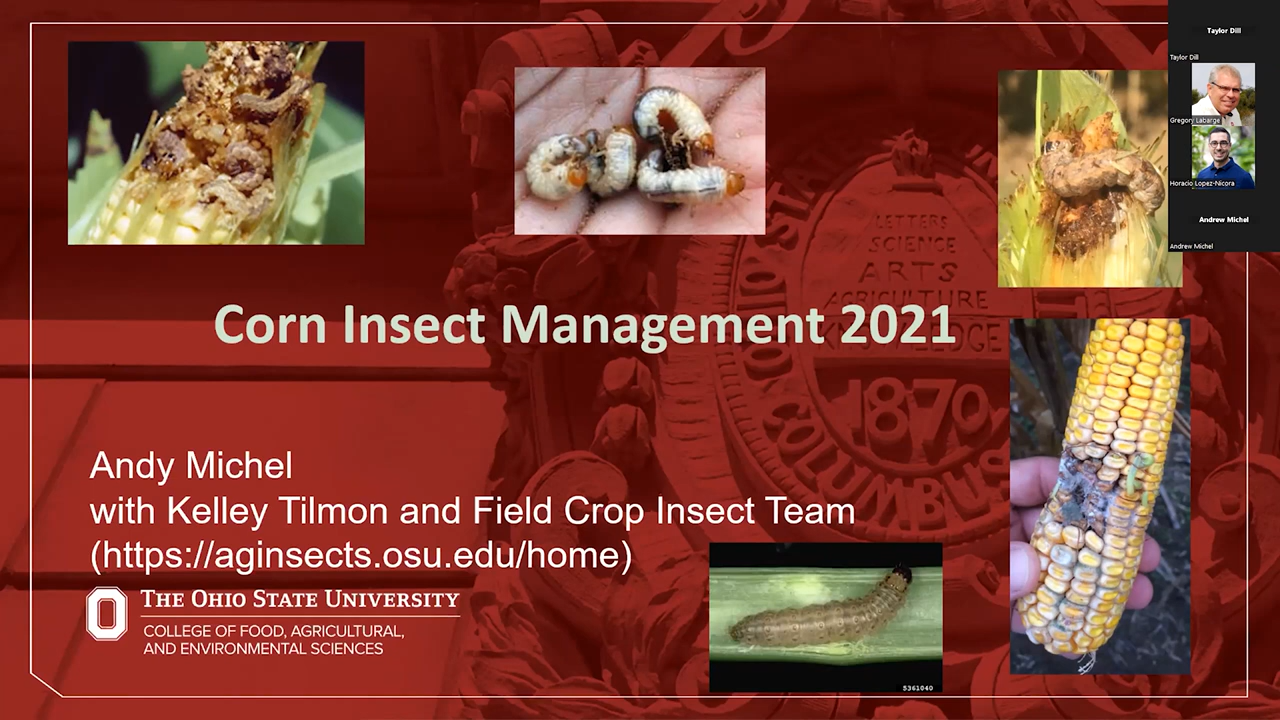 Corn Insect Management 2021
Andy Michel
with Kelley Tilmon and Field Crop Insect Team
(https://aginsects.osu.edu/home)
THE OHIO STATE UNIVERSITY
COLLEGE OF FOOD, AGRICULTURAL,
AND ENVIRONMENTAL SCIENCES
LETTERS
SCIENCE
ARTS
AGRICULTURE
1870
COLUMBUS
5361040
Taylor Dill
Taylor Dill
Gregory Labarge
Horacio Lopez-Nicora
Andrew Michel
Andrew Michel